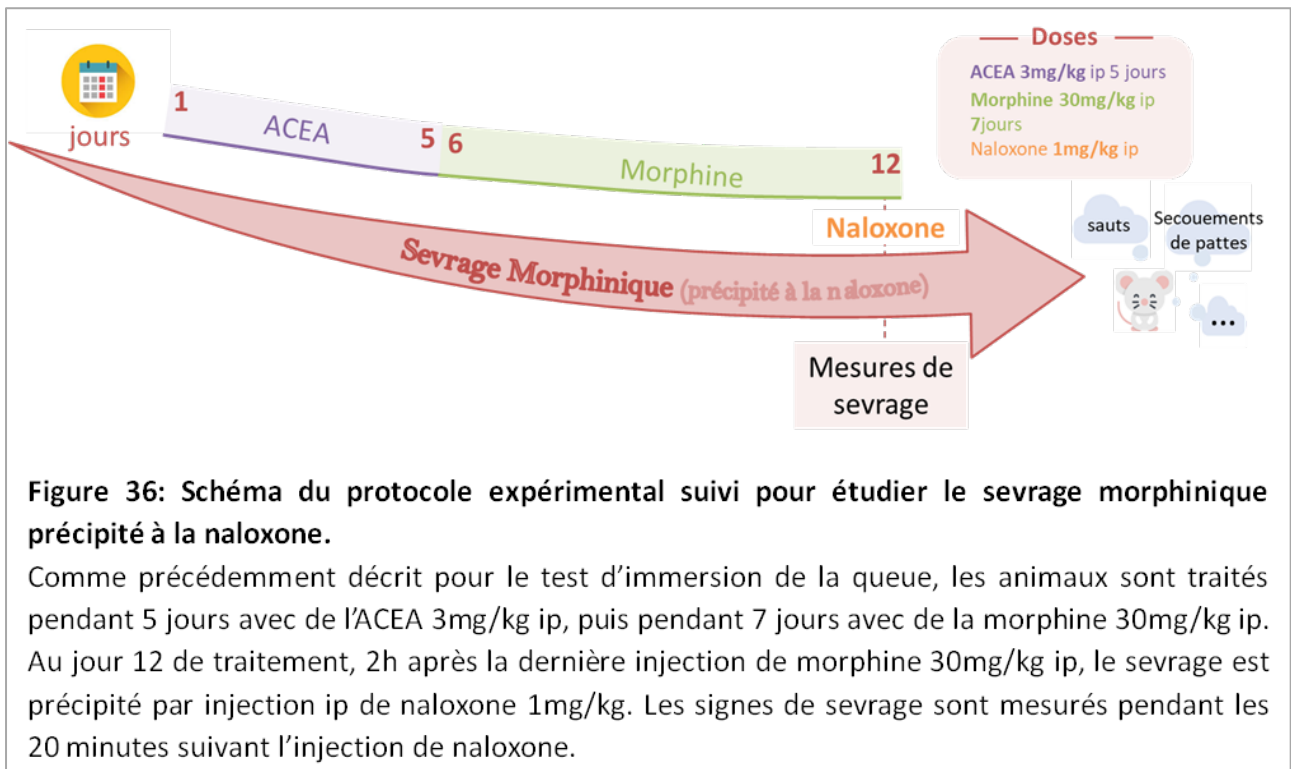 jours
1
ACEA
5
6
Morphine
12
Doses
ACEA 3mg/kg ip 5 jours
Morphine 30mg/kg ip
7jours
Naloxone 1mg/kg ip
Naloxone
sauts
Secouements
de pattes
...
Sevrage Morphinique (précipité à la naloxone)
Mesures de
sevrage
Figure 36: Schéma du protocole expérimental suivi pour étudier le sevrage morphinique
précipité à la naloxone.
Comme précédemment décrit pour le test d’immersion de la queue, les animaux sont traités
pendant 5 jours avec de l’ACEA 3mg/kg ip, puis pendant 7 jours avec de la morphine 30mg/kg ip.
Au jour 12 de traitement, 2h après la dernière injection de morphine 30mg/kg ip, le sevrage est
précipité par injection ip de naloxone 1mg/kg. Les signes de sevrage sont mesurés pendant les
20 minutes suivant l’injection de naloxone.